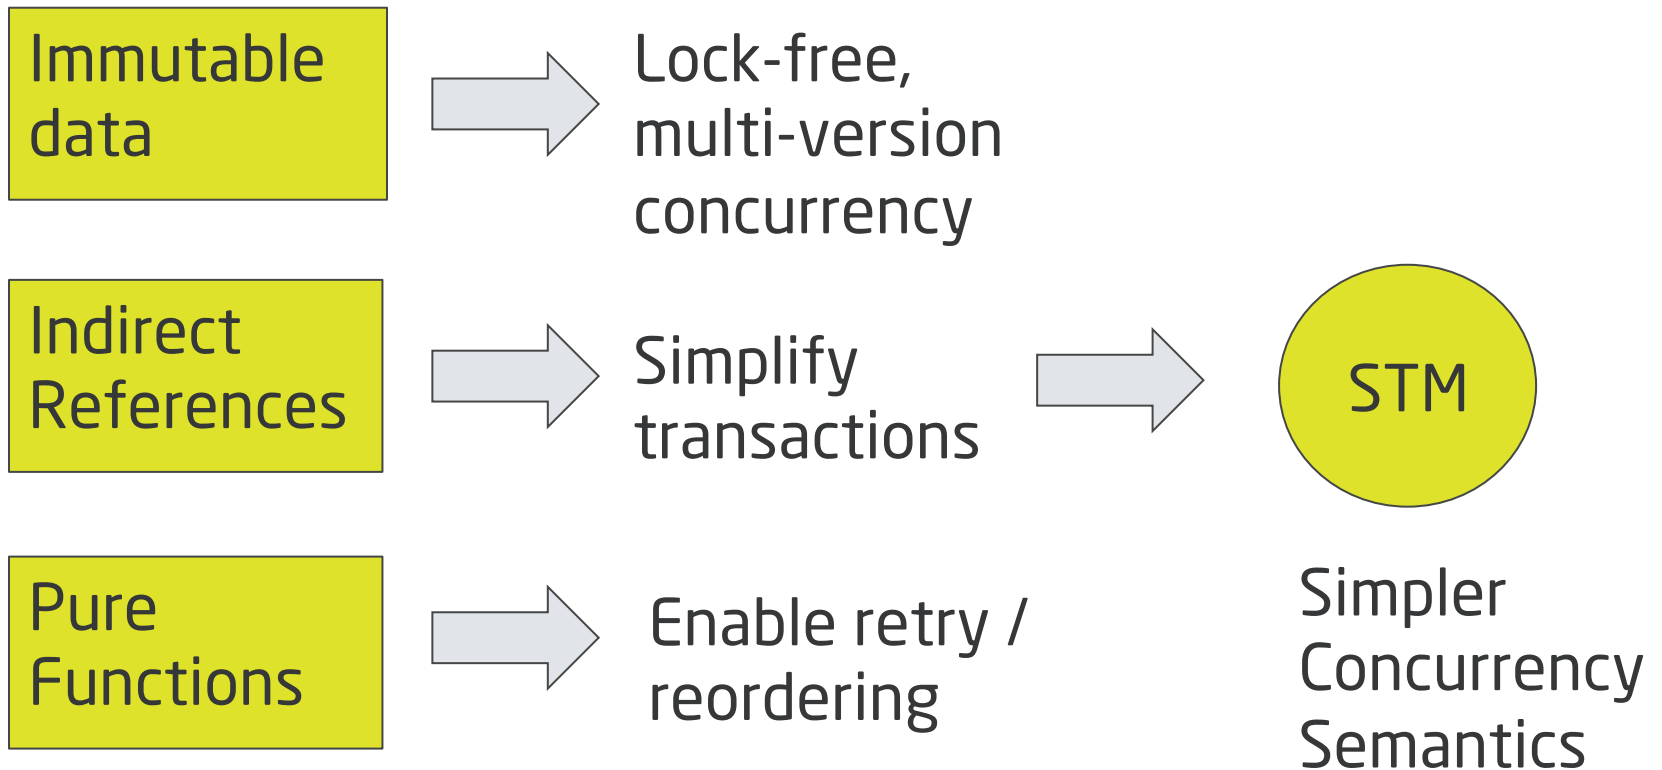 Immutable
data
Lock-free,
multi-version
concurrency
Indirect
References
Simplify
transactions
STM
Pure
Functions
Enable retry /
reordering
Simpler
Concurrency
Semantics